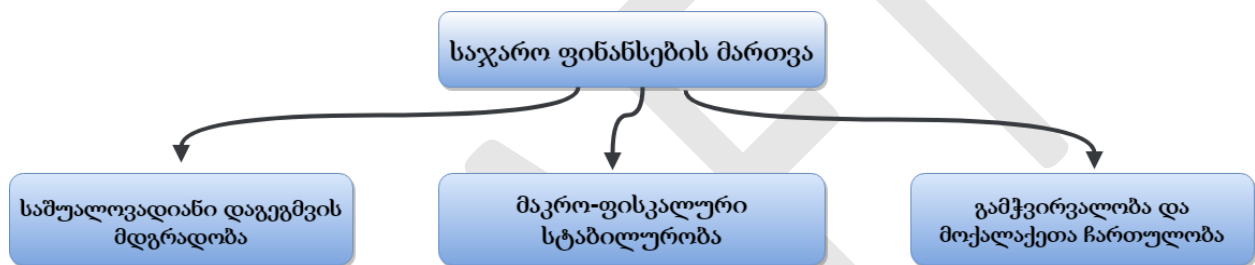 საჯარო ფინანსების მართვა
საშუალოვადიანი დაგეგმვის
მდგრადობა
მაკრო-ფისკალური
სტაბილურობა
გამჭვირვალობა და
მოქალაქეთა ჩართულობა